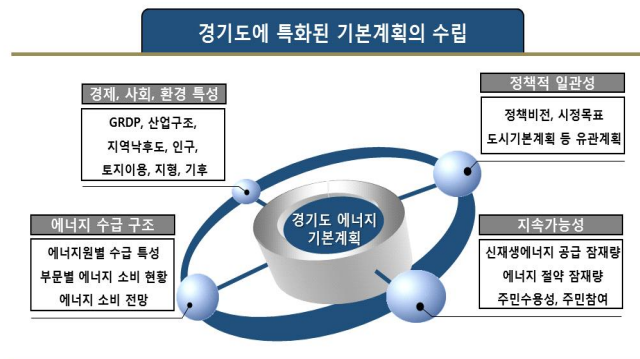 경기도에 특화된 기본계획의 수립
경제, 사회, 환경 특성
GRDP, 산업구조,
지역낙후도, 인구,
토지이용, 지형, 기후
정책적 일관성
정책비전, 시정목표
도시기본계획 등 유관계획
경기도 에너지
기본계획
에너지 수급 구조
에너지원별 수급 특성
부문별 에너지 소비 현황
에너지 소비 전망
지속가능성
신재생에너지 공급 잠재량
에너지 절약 잠재량
주민수용성, 주민참여